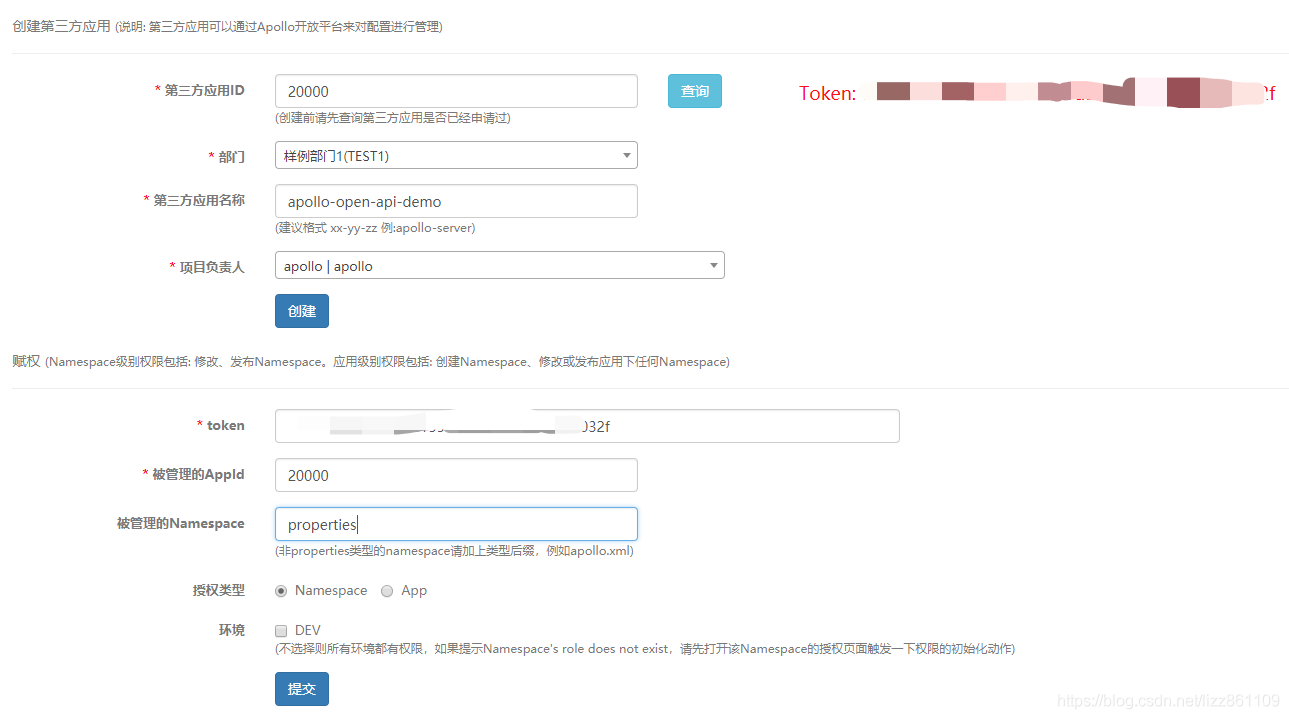 创建第三方应用 (说明: 第三方应用可以通过Apollo开放平台来对配置进行管理)
* 第三方应用ID 20000 查询 Token:
(创建前请先查询第三方应用是否已经申请过)
* 部门 样例部门1(TEST1)
* 第三方应用名称 apollo-open-api-demo
(建议格式 xx-yy-zz 例:apollo-server)
* 项目负责人 apollo | apollo
创建
赋权 (Namespace级别权限包括: 修改、发布Namespace。应用级别权限包括: 创建Namespace、修改或发布应用下任何Namespace)
* token 032f
* 被管理的AppId 20000
被管理的Namespace properties
(非properties类型的namespace请加上类型后缀，例如apollo.xml)
授权类型 Namespace App
环境 DEV
(不选择则所有环境都有权限，如果提示Namespace's role does not exist，请先打开该Namespace的授权页面触发一下权限的初始化动作)
提交
https://blog.csdn.net/lizz861109